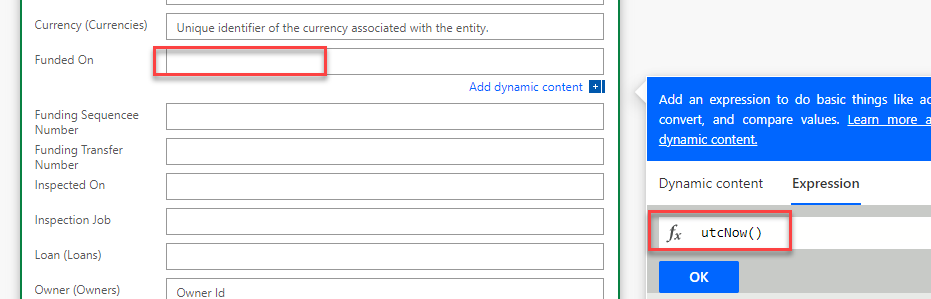 Currency (Currencies)
Unique identifier of the currency associated with the entity.
Funded On
Add dynamic content
Funding Sequencee
Number
Funding Transfer
Number
Inspected On
Inspection Job
Loan (Loans)
Owner (Owners)
Owner Id
Add an expression to do basic things like
convert, and compare values. Learn more
dynamic content.
Dynamic content
Expression
fx utcNow()
OK